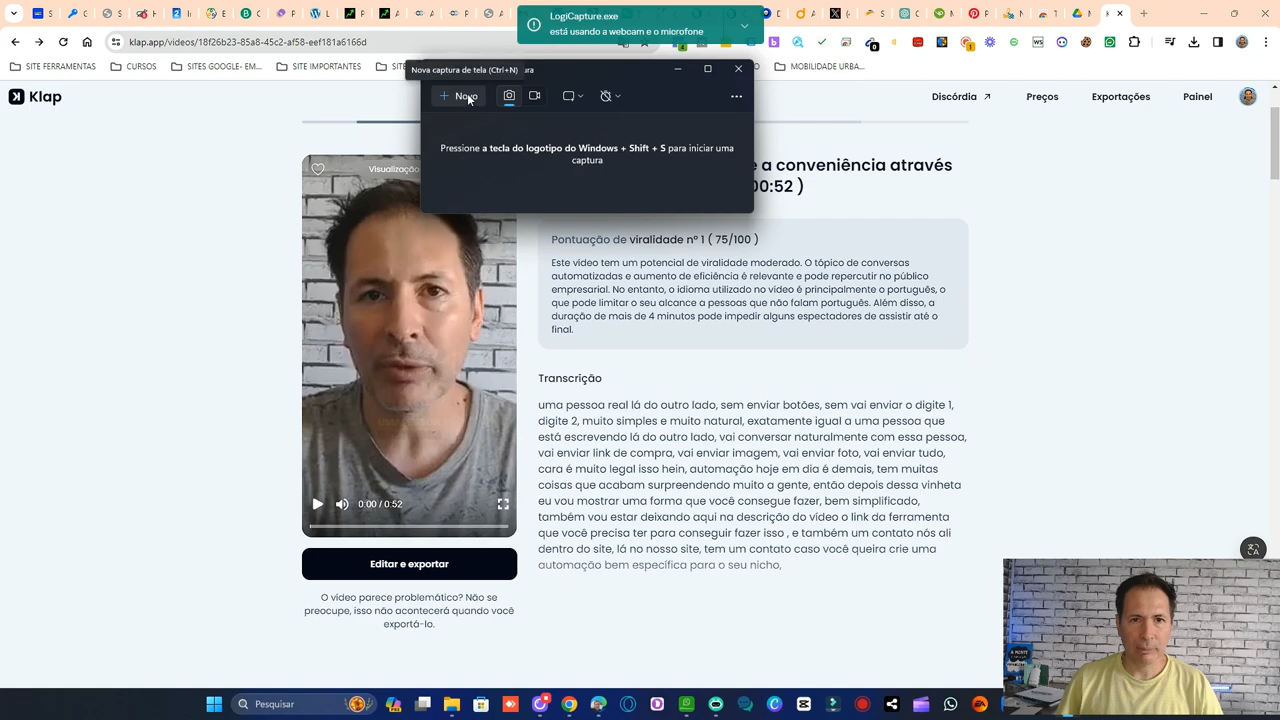 LogiCapture.exe
está usando a webcam e o microfone
klap.app/videos/18f26b23-85a8-45c2-af58-eef181a6166d
SITE FERRAMENTAS
CURSOS
SITES GOOGLE- EM...
IMPORTANTES
MOBILIDADE URBA...
Nova captura de tela (Ctrl+N)
Novo
Pressione a tecla do logotipo do Windows + Shift + S para iniciar uma
captura
Klap
Discórdia
Preços
Exportações
Painel
e a conveniência através
00:52 )
Visualização
Pontuação de viralidade nº 1 ( 75/100 )
Este vídeo tem um potencial de viralidade moderado. O tópico de conversas
automatizadas e aumento de eficiência é relevante e pode repercutir no público
empresarial. No entanto, o idioma utilizado no vídeo é principalmente o português, o
que pode limitar o seu alcance a pessoas que não falam português. Além disso, a
duração de mais de 4 minutos pode impedir alguns espectadores de assistir até o
final.
Transcrição
uma pessoa real lá do outro lado, sem enviar botões, sem vai enviar o digite 1,
digite 2, muito simples e muito natural, exatamente igual a uma pessoa que
está escrevendo lá do outro lado, vai conversar naturalmente com essa pessoa,
vai enviar link de compra, vai enviar imagem, vai enviar foto, vai enviar tudo,
cara é muito legal isso hein, automação hoje em dia é demais, tem muitas
coisas que acabam surpreendendo muito a gente, então depois dessa vinheta
eu vou mostrar uma forma que você consegue fazer, bem simplificado,
também vou estar deixando aqui na descrição do vídeo o link da ferramenta
que você precisa ter para conseguir fazer isso , e também um contato nós ali
dentro do site, lá no nosso site, tem um contato caso você queira crie uma
automação bem específica para o seu nicho,
0:00 / 0:52
Editar e exportar
O vídeo parece problemático? Não se
preocupe, isso não acontecerá quando você
exportá-lo.
Pesquisar